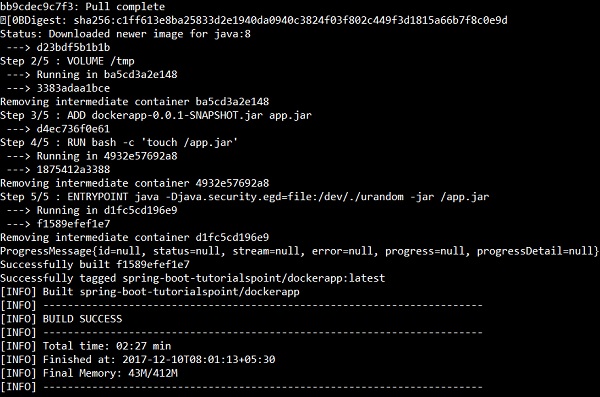 bb9cdec9c7f3: Pull complete
[0BDigest: sha256:c1ff613e8ba25833d2e1940da0940c3824f03f802c449f3d1815a66b7f8c0e9d
Status: Downloaded newer image for java:8
---> d23bdf5b1b1b
Step 2/5 : VOLUME /tmp
---> Running in ba5cd3a2e148
---> 3383adaa1bce
Removing intermediate container ba5cd3a2e148
Step 3/5 : ADD dockerapp-0.0.1-SNAPSHOT.jar app.jar
---> d4ec736f0e61
Step 4/5 : RUN bash -c 'touch /app.jar'
---> Running in 4932e57692a8
---> 1875412a3388
Removing intermediate container 4932e57692a8
Step 5/5 : ENTRYPOINT java -Djava.security.egd=file:/dev/./urandom -jar /app.jar
---> Running in d1fc5cd196e9
---> f1589efef1e7
Removing intermediate container d1fc5cd196e9
ProgressMessage{id=null, status=null, stream=null, error=null, progress=null, progressDetail=null}
Successfully built f1589efef1e7
Successfully tagged spring-boot-tutorialspoint/dockerapp:latest
[INFO] Built spring-boot-tutorialspoint/dockerapp
[INFO] ------------------------------------------------------------------------
[INFO] BUILD SUCCESS
[INFO] ------------------------------------------------------------------------
[INFO] Total time: 02:27 min
[INFO] Finished at: 2017-12-10T08:01:13+05:30
[INFO] Final Memory: 43M/412M
[INFO] ------------------------------------------------------------------------